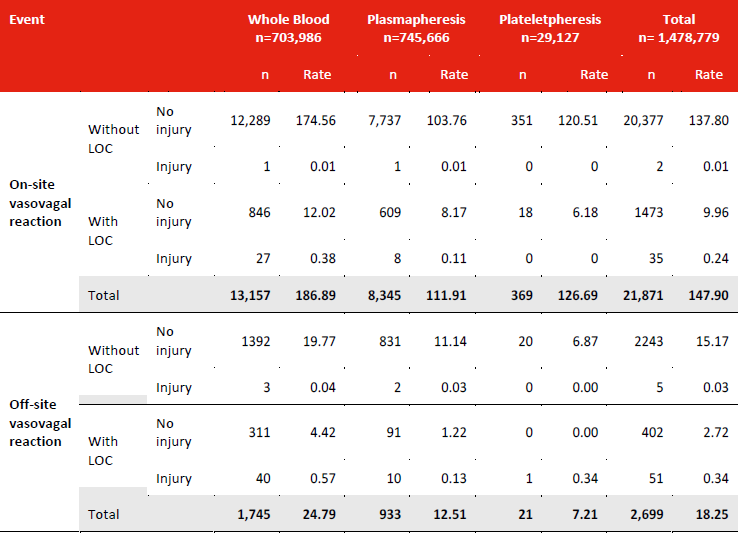 Event Whole Blood Plasmapheresis Plateletpheresis Total
n=703,986 n=745,666 n=29,127 n= 1,478,779
n Rate n Rate n Rate n Rate
On-site vasovagal reaction Without LOC No injury 12,289 174.56 7,737 103.76 351 120.51 20,377 137.80
Injury 1 0.01 1 0.01 0 0 2 0.01
With LOC No injury 846 12.02 609 8.17 18 6.18 1473 9.96
Injury 27 0.38 8 0.11 0 0 35 0.24
Total 13,157 186.89 8,345 111.91 369 126.69 21,871 147.90
Off-site vasovagal reaction Without LOC No injury 1392 19.77 831 11.14 20 6.87 2243 15.17
Injury 3 0.04 2 0.03 0 0.00 5 0.03
With LOC No injury 311 4.42 91 1.22 0 0.00 402 2.72
Injury 40 0.57 10 0.13 1 0.34 51 0.34
Total 1,745 24.79 933 12.51 21 7.21 2,699 18.25